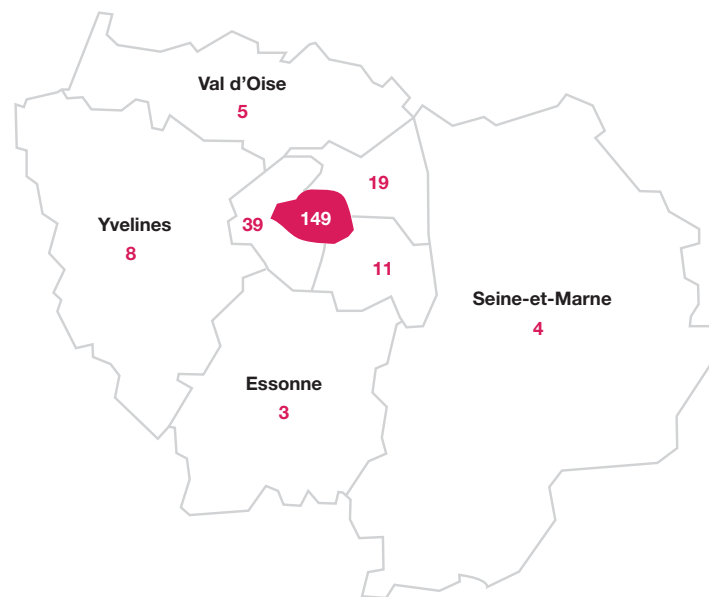 Val d’Oise
5
19
149
39
Yvelines
8
11
Seine-et-Marne
4
Essonne
3